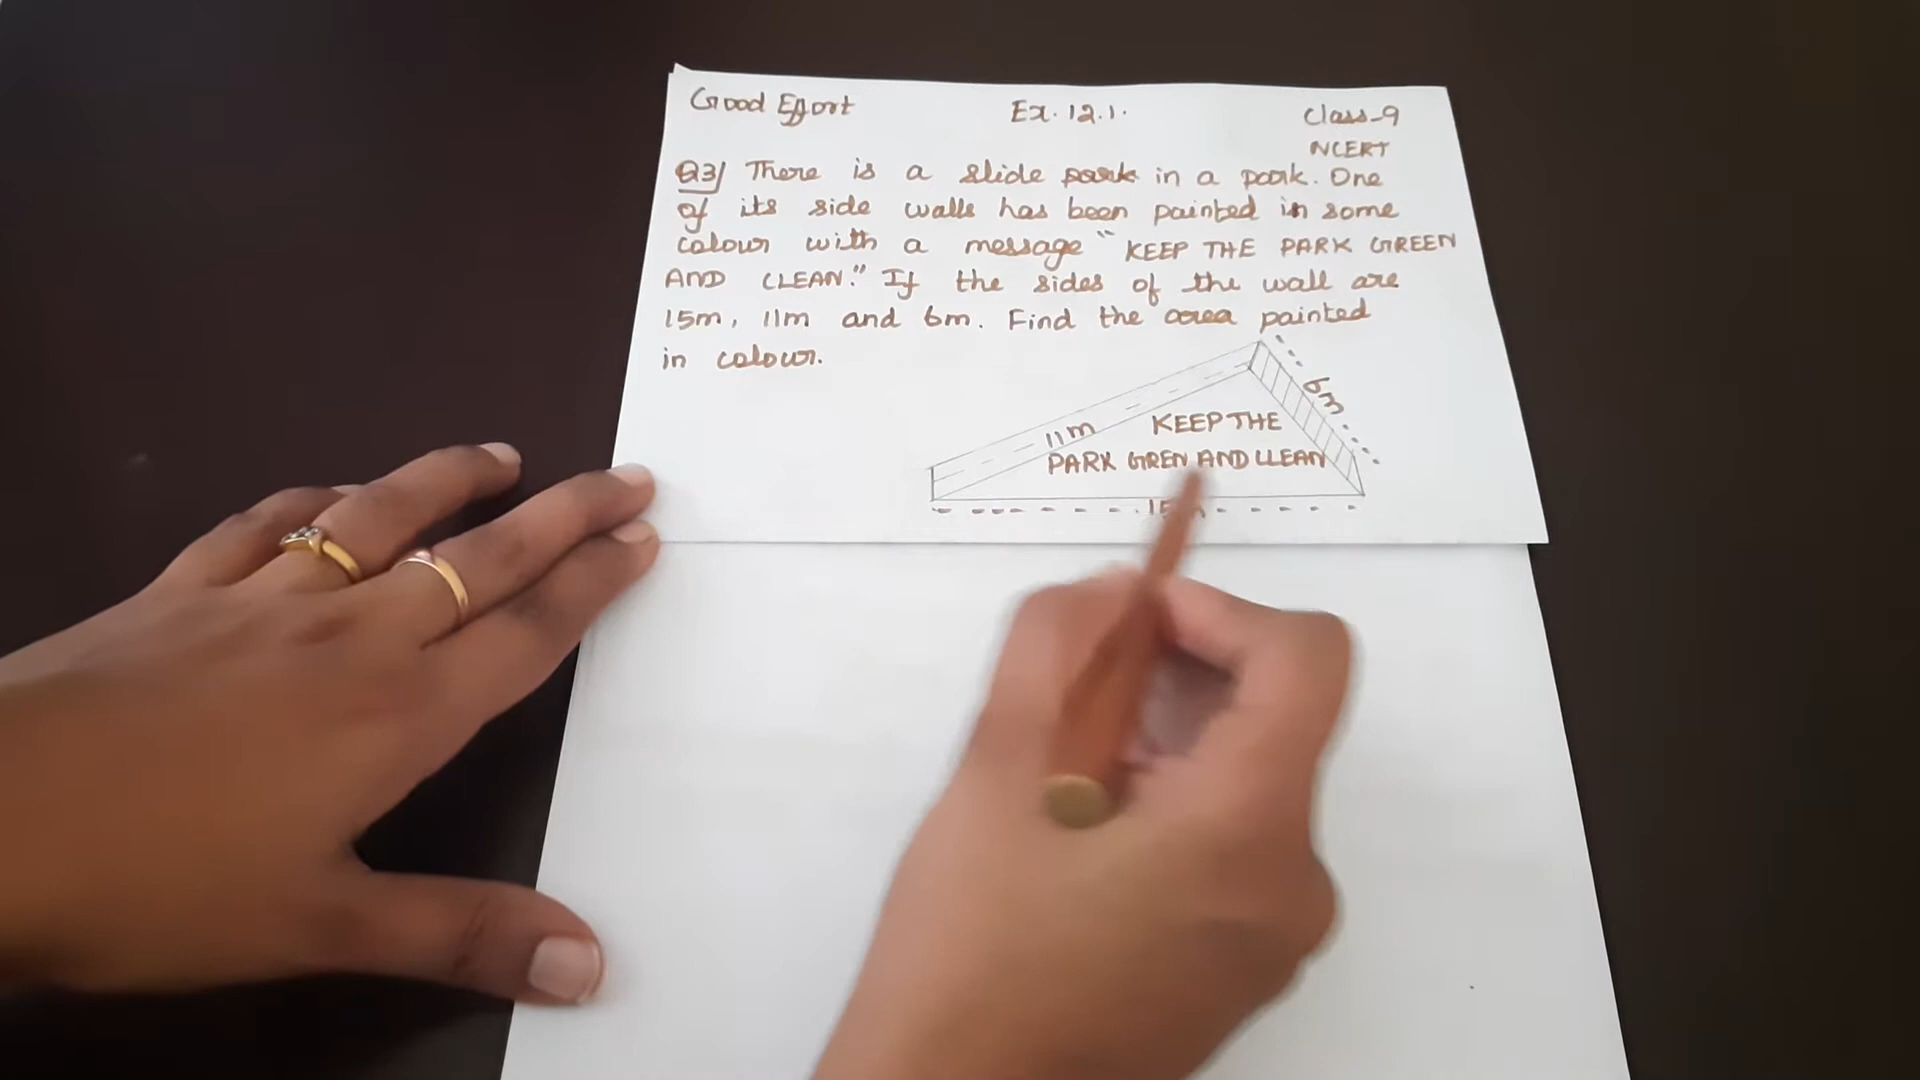 Good Effort Ex. 12.1. Class-9
NCERT
Q3/ There is a slide park in a park. One
of its side walls has been painted in some
colour with a message "KEEP THE PARK GREEN
AND CLEAN." If the sides of the wall are
15m, 11m and 6m. Find the area painted
in colour.
6m
11m
KEEP THE
PARK GREN AND CLEAN